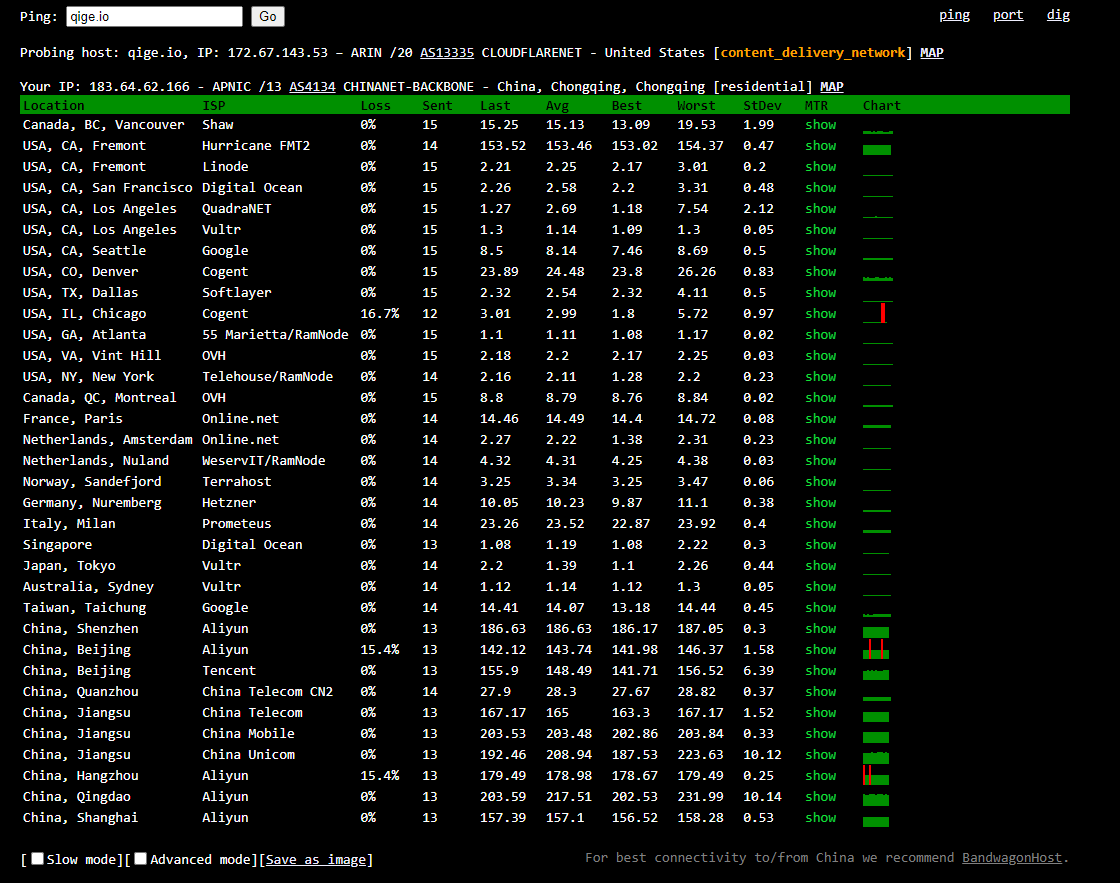 Ping: qige.io Go ping port dig
Probing host: qige.io, IP: 172.67.143.53 – ARIN /20 AS13335 CLOUDFLARENET - United States [content_delivery_network] MAP
Your IP: 183.64.62.166 - APNIC /13 AS4134 CHINANET-BACKBONE - China, Chongqing, Chongqing [residential] MAP
Location ISP Loss Sent Last Avg Best Worst StDev MTR Chart
Canada, BC, Vancouver Shaw 0% 15 15.25 15.13 13.09 19.53 1.99 show
USA, CA, Fremont Hurricane FMT2 0% 14 153.52 153.46 153.02 154.37 0.47 show
USA, CA, Fremont Linode 0% 15 2.21 2.25 2.17 3.01 0.2 show
USA, CA, San Francisco Digital Ocean 0% 15 2.26 2.58 2.2 3.31 0.48 show
USA, CA, Los Angeles QuadraNET 0% 15 1.27 2.69 1.18 7.54 2.12 show
USA, CA, Los Angeles Vultr 0% 15 1.3 1.14 1.09 1.3 0.05 show
USA, CA, Seattle Google 0% 15 8.5 8.14 7.46 8.69 0.5 show
USA, CO, Denver Cogent 0% 15 23.89 24.48 23.8 26.26 0.83 show
USA, TX, Dallas Softlayer 0% 15 2.32 2.54 2.32 4.11 0.5 show
USA, IL, Chicago Cogent 16.7% 12 3.01 2.99 1.8 5.72 0.97 show
USA, GA, Atlanta 55 Marietta/RamNode 0% 15 1.1 1.11 1.08 1.17 0.02 show
USA, VA, Vint Hill OVH 0% 15 2.18 2.2 2.17 2.25 0.03 show
USA, NY, New York Telehouse/RamNode 0% 14 2.16 2.11 1.28 2.2 0.23 show
Canada, QC, Montreal OVH 0% 15 8.8 8.79 8.76 8.84 0.02 show
France, Paris Online.net 0% 14 14.46 14.49 14.4 14.72 0.08 show
Netherlands, Amsterdam Online.net 0% 14 2.27 2.22 1.38 2.31 0.23 show
Netherlands, Nuland WeservIT/RamNode 0% 14 4.32 4.31 4.25 4.38 0.03 show
Norway, Sandefjord Terrahost 0% 14 3.25 3.34 3.25 3.47 0.06 show
Germany, Nuremberg Hetzner 0% 14 10.05 10.23 9.87 11.1 0.38 show
Italy, Milan Prometeus 0% 14 23.26 23.52 22.87 23.92 0.4 show
Singapore Digital Ocean 0% 13 1.08 1.19 1.08 2.22 0.3 show
Japan, Tokyo Vultr 0% 14 2.2 1.39 1.1 2.26 0.44 show
Australia, Sydney Vultr 0% 14 1.12 1.14 1.12 1.3 0.05 show
Taiwan, Taichung Google 0% 14 14.41 14.07 13.18 14.44 0.45 show
China, Shenzhen Aliyun 0% 13 186.63 186.63 186.17 187.05 0.3 show
China, Beijing Aliyun 15.4% 13 142.12 143.74 141.98 146.37 1.58 show
China, Beijing Tencent 0% 13 155.9 148.49 141.71 156.52 6.39 show
China, Quanzhou China Telecom CN2 0% 14 27.9 28.3 27.67 28.82 0.37 show
China, Jiangsu China Telecom 0% 13 167.17 165 163.3 167.17 1.52 show
China, Jiangsu China Mobile 0% 13 203.53 203.48 202.86 203.84 0.33 show
China, Jiangsu China Unicom 0% 13 192.46 208.94 187.53 223.63 10.12 show
China, Hangzhou Aliyun 15.4% 13 179.49 178.98 178.67 179.49 0.25 show
China, Qingdao Aliyun 0% 13 203.59 217.51 202.53 231.99 10.14 show
China, Shanghai Aliyun 0% 13 157.39 157.1 156.52 158.28 0.53 show
[Slow mode][Advanced mode][Save as image] For best connectivity to/from China we recommend BandwagonHost.